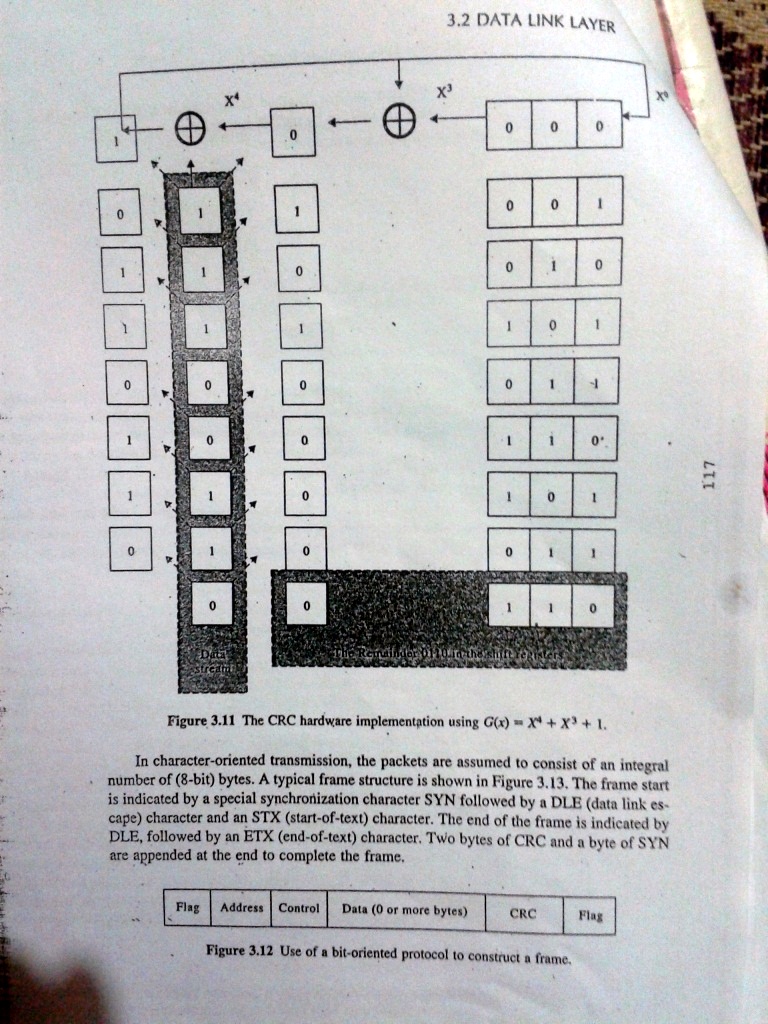 3.2 DATA LINK LAYER
X⁴ X³ X⁰
1 0 0 0 0
0 1 1 0 0 1
1 1 0 0 1 0
1 1 1 1 0 1
0 0 0 0 1 1
1 0 0 1 1 0
1 1 0 1 0 1
0 1 0 0 1 1
0 0 1 1 0
Data
stream
The Remainder 0110 in the shift registers
117
Figure 3.11 The CRC hardware implementation using G(x) = X⁴ + X³ + 1.
In character-oriented transmission, the packets are assumed to consist of an integral
number of (8-bit) bytes. A typical frame structure is shown in Figure 3.13. The frame start
is indicated by a special synchronization character SYN followed by a DLE (data link es-
cape) character and an STX (start-of-text) character. The end of the frame is indicated by
DLE, followed by an ETX (end-of-text) character. Two bytes of CRC and a byte of SYN
are appended at the end to complete the frame.
Flag Address Control Data (0 or more bytes) CRC Flag
Figure 3.12 Use of a bit-oriented protocol to construct a frame.